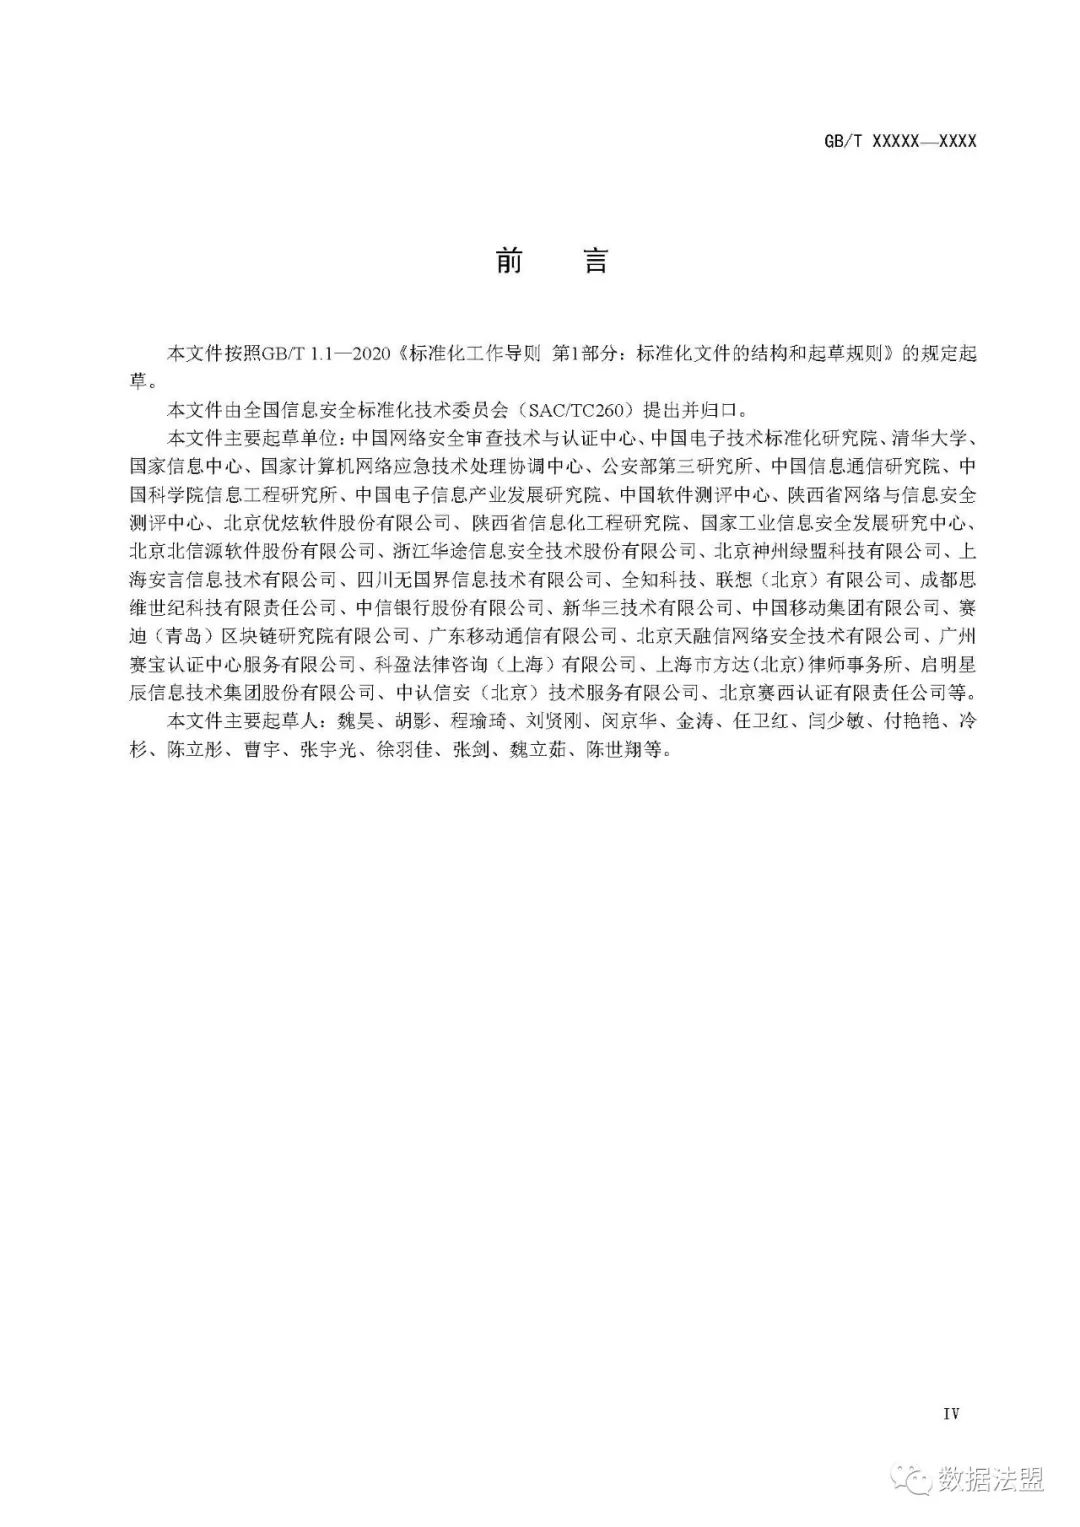 GB/T XXXXX—XXXX
前 言
本文件按照GB/T 1.1—2020《标准化工作导则 第1部分：标准化文件的结构和起草规则》的规定起
草。
本文件由全国信息安全标准化技术委员会（SAC/TC260）提出并归口。
本文件主要起草单位：中国网络安全审查技术与认证中心、中国电子技术标准化研究院、清华大学、
国家信息中心、国家计算机网络应急技术处理协调中心、公安部第三研究所、中国信息通信研究院、中
国科学院信息工程研究所、中国电子信息产业发展研究院、中国软件测评中心、陕西省网络与信息安全
测评中心、北京优炫软件股份有限公司、陕西省信息化工程研究院、国家工业信息安全发展研究中心、
北京北信源软件股份有限公司、浙江华途信息安全技术股份有限公司、北京神州绿盟科技有限公司、上
海安言信息技术有限公司、四川无国界信息技术有限公司、全知科技、联想（北京）有限公司、成都思
维世纪科技有限责任公司、中信银行股份有限公司、新华三技术有限公司、中国移动集团有限公司、赛
迪（青岛）区块链研究院有限公司、广东移动通信有限公司、北京天融信网络安全技术有限公司、广州
赛宝认证中心服务有限公司、科盈法律咨询（上海）有限公司、上海市方达(北京)律师事务所、启明星
辰信息技术集团股份有限公司、中认信安（北京）技术服务有限公司、北京赛西认证有限责任公司等。
本文件主要起草人：魏昊、胡影、程瑜琦、刘贤刚、闵京华、金涛、任卫红、闫少敏、付艳艳、冷
杉、陈立彤、曹宇、张宇光、徐羽佳、张剑、魏立茹、陈世翔等。
IV
数据法盟